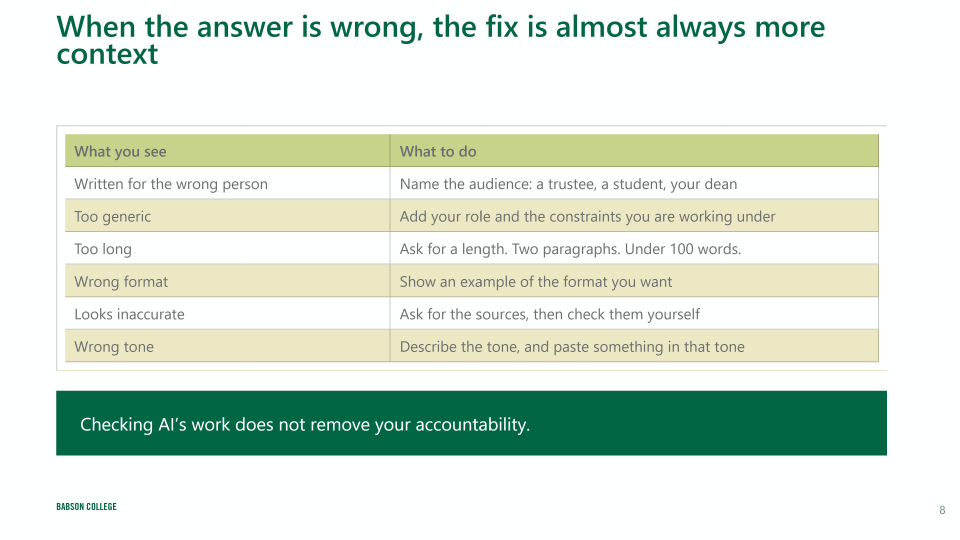 When the answer is wrong, the fix is almost always more
context
What you see
What to do
Written for the wrong person
Name the audience: a trustee, a student, your dean
Too generic
Add your role and the constraints you are working under
Too long
Ask for a length. Two paragraphs. Under 100 words.
Wrong format
Show an example of the format you want
Looks inaccurate
Ask for the sources, then check them yourself
Wrong tone
Describe the tone, and paste something in that tone
Checking AI’s work does not remove your accountability.
BABSON COLLEGE
8